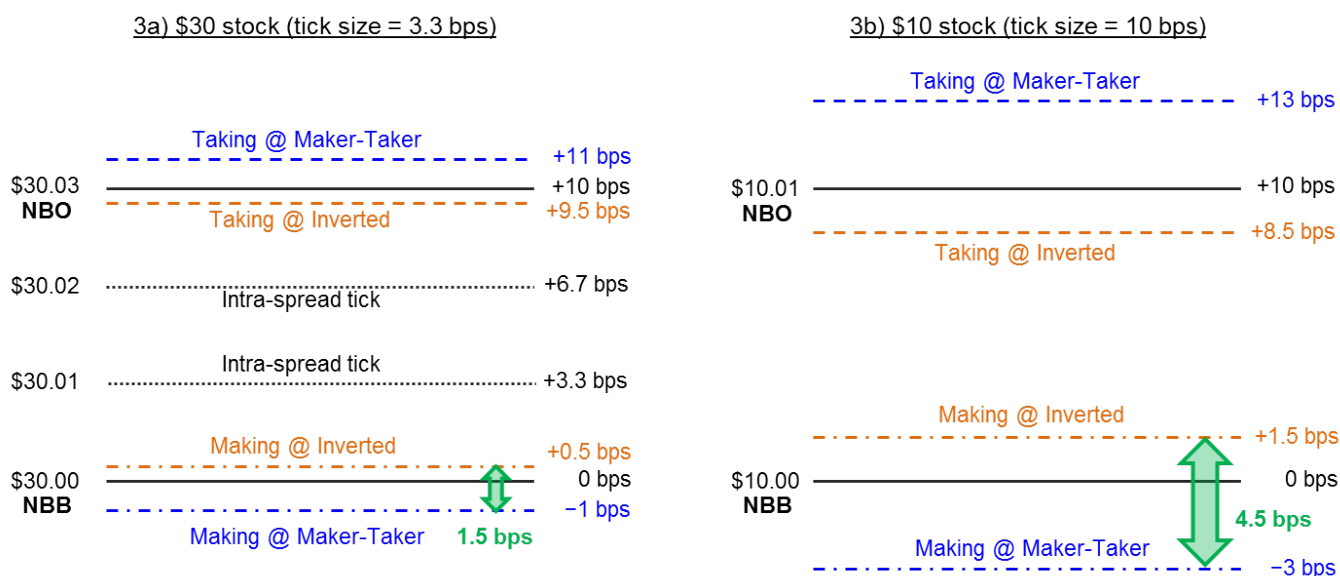 3a) $30 stock (tick size = 3.3 bps)
Taking @ Maker-Taker
+11 bps
$30.03
NBO
+10 bps
+9.5 bps
Taking @ Inverted
$30.02
+6.7 bps
Intra-spread tick
Intra-spread tick
$30.01
+3.3 bps
Making @ Inverted
+0.5 bps
$30.00
NBB
0 bps
−1 bps
Making @ Maker-Taker
1.5 bps
3b) $10 stock (tick size = 10 bps)
Taking @ Maker-Taker
+13 bps
$10.01
NBO
+10 bps
+8.5 bps
Taking @ Inverted
Making @ Inverted
+1.5 bps
$10.00
NBB
0 bps
4.5 bps
Making @ Maker-Taker
−3 bps